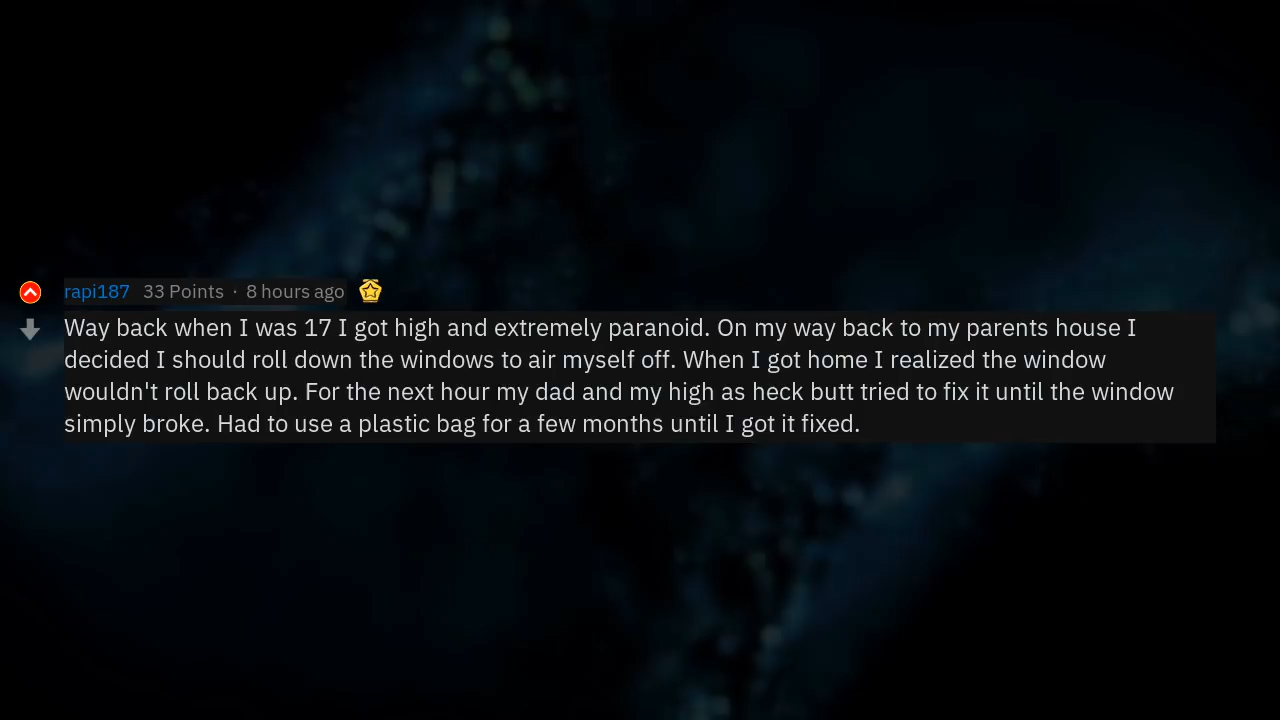 rapi187 33 Points · 8 hours ago
Way back when I was 17 I got high and extremely paranoid. On my way back to my parents house I
decided I should roll down the windows to air myself off. When I got home I realized the window
wouldn't roll back up. For the next hour my dad and my high as heck butt tried to fix it until the window
simply broke. Had to use a plastic bag for a few months until I got it fixed.